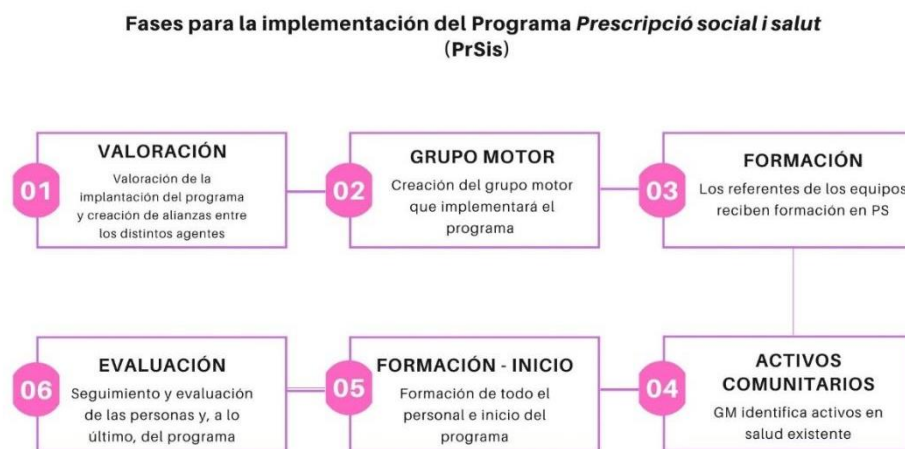 Fases para la implementación del Programa Prescripció social i salut
(PrSis)
01
VALORACIÓN
Valoración de la
implantación del programa
y creación de alianzas entre
los distintos agentes
02
GRUPO MOTOR
Creación del grupo motor
que implementará el
programa
03
FORMACIÓN
Los referentes de los equipos
reciben formación en PS
04
ACTIVOS
COMUNITARIOS
GM identifica activos en
salud existente
05
FORMACIÓN - INICIO
Formación de todo el
personal e inicio del
programa
06
EVALUACIÓN
Seguimiento y evaluación
de las personas y, a lo
último, del programa